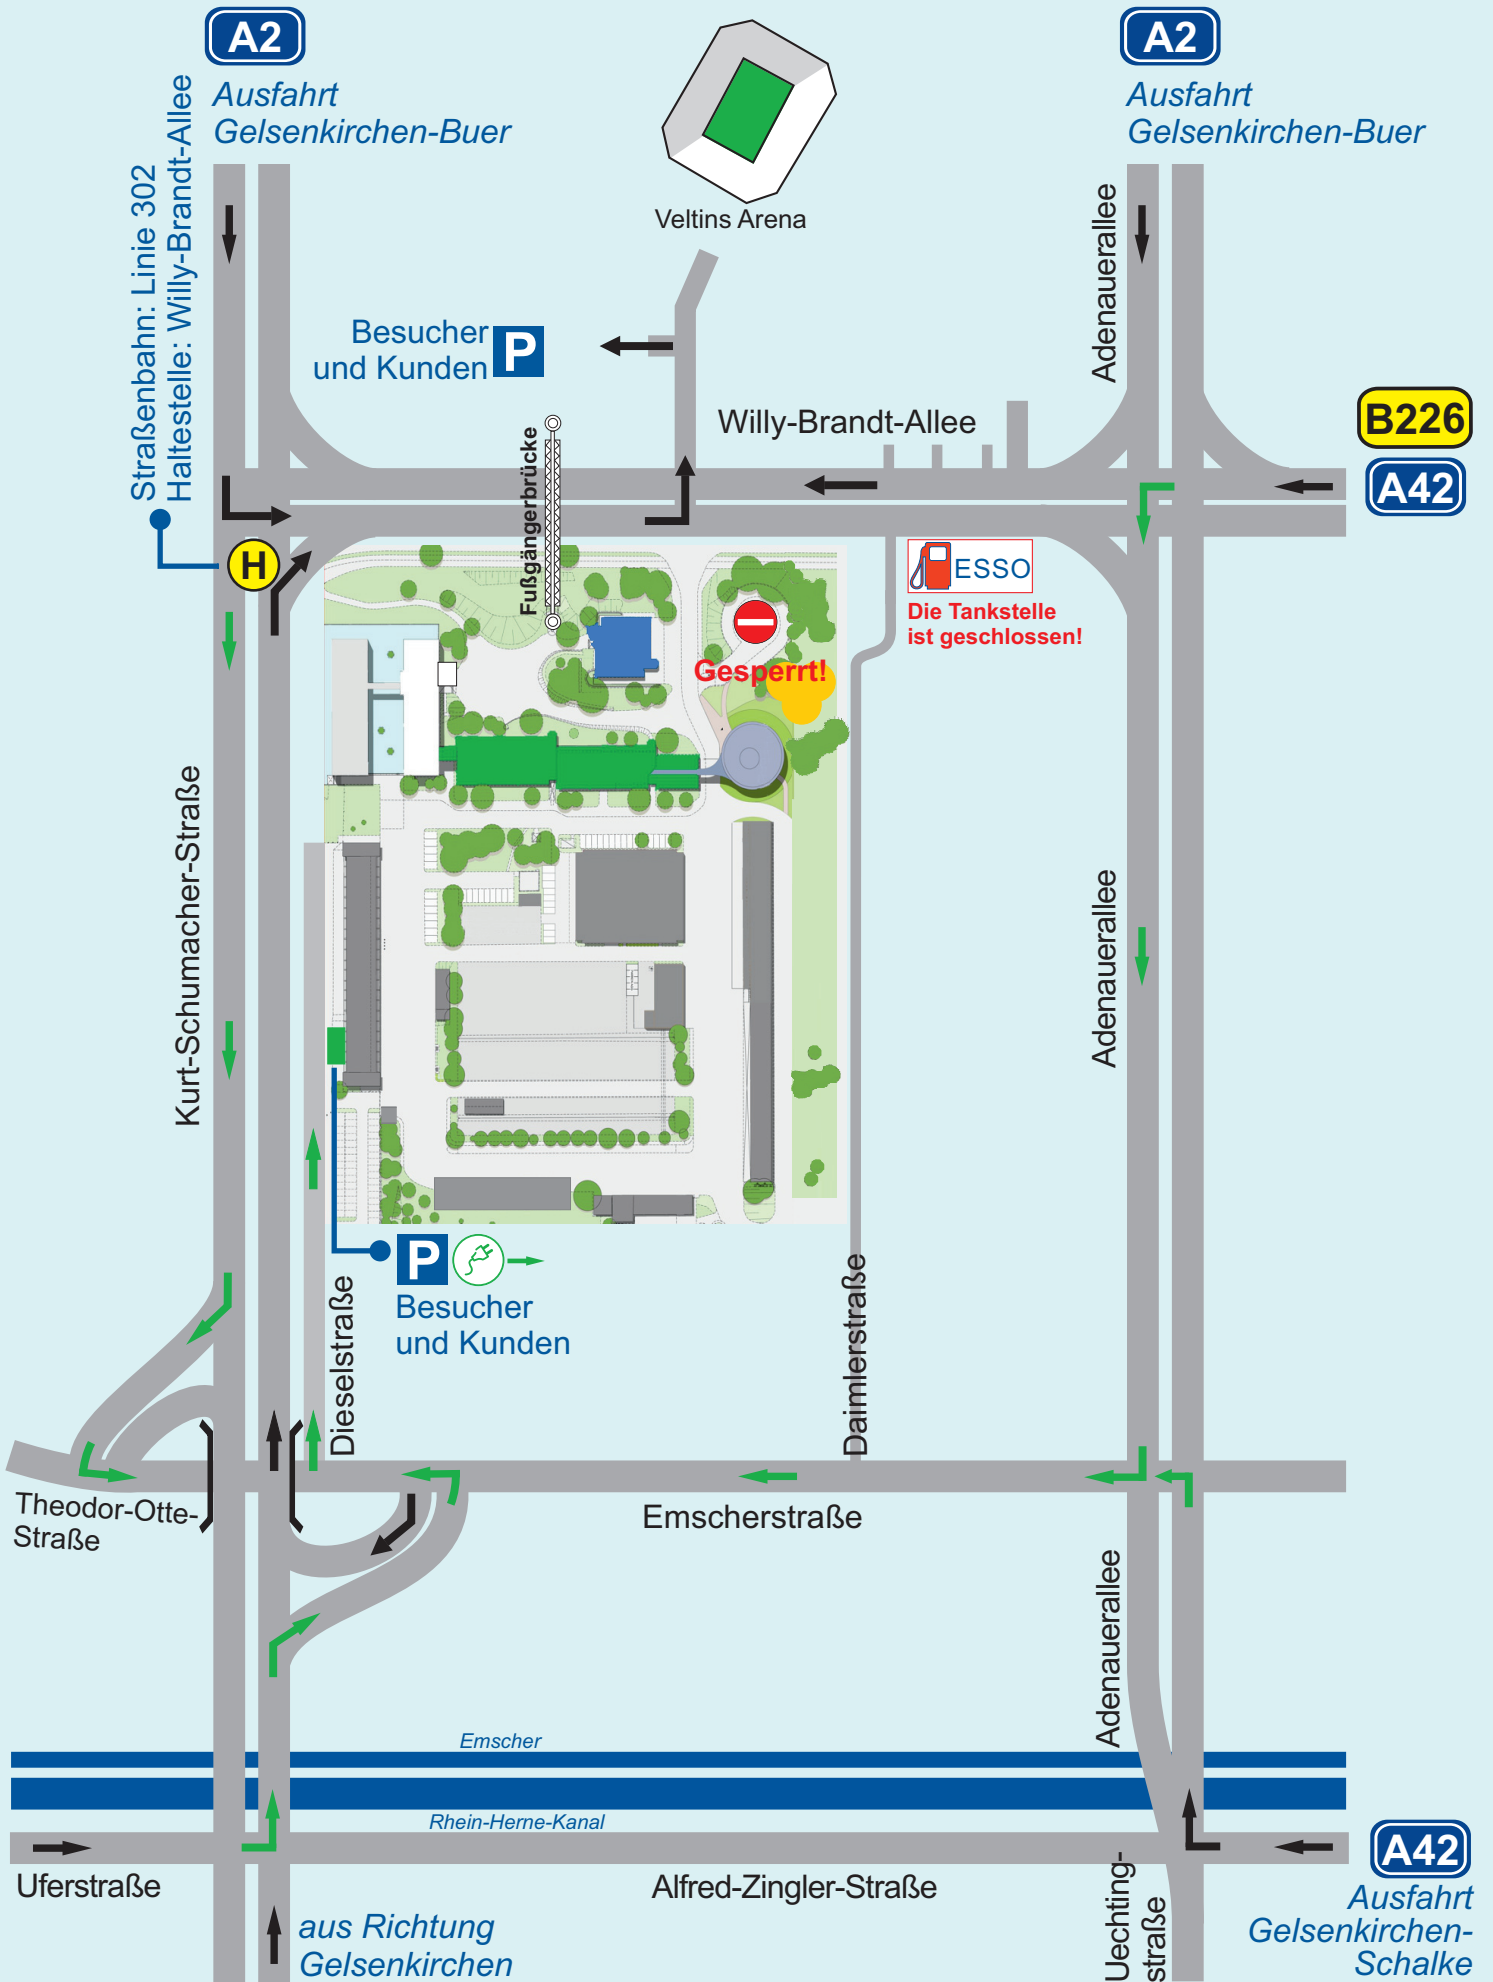 A2
Ausfahrt
Gelsenkirchen-Buer
A2
Ausfahrt
Gelsenkirchen-Buer
Straßenbahn: Linie 302
Haltestelle: Willy-Brandt-Allee
Veltins Arena
Adenauerallee
Besucher
und Kunden
P
Willy-Brandt-Allee
B226
A42
Fußgängerbrücke
H
ESSO
Die Tankstelle
ist geschlossen!
Gesperrt!
Kurt-Schumacher-Straße
Adenauerallee
P
Besucher
und Kunden
Dieselstraße
Daimlerstraße
Theodor-Otte-
Straße
Emscherstraße
Adenauerallee
Emscher
Rhein-Herne-Kanal
Uferstraße
Alfred-Zingler-Straße
Uechting-
straße
A42
Ausfahrt
Gelsenkirchen-
Schalke
aus Richtung
Gelsenkirchen